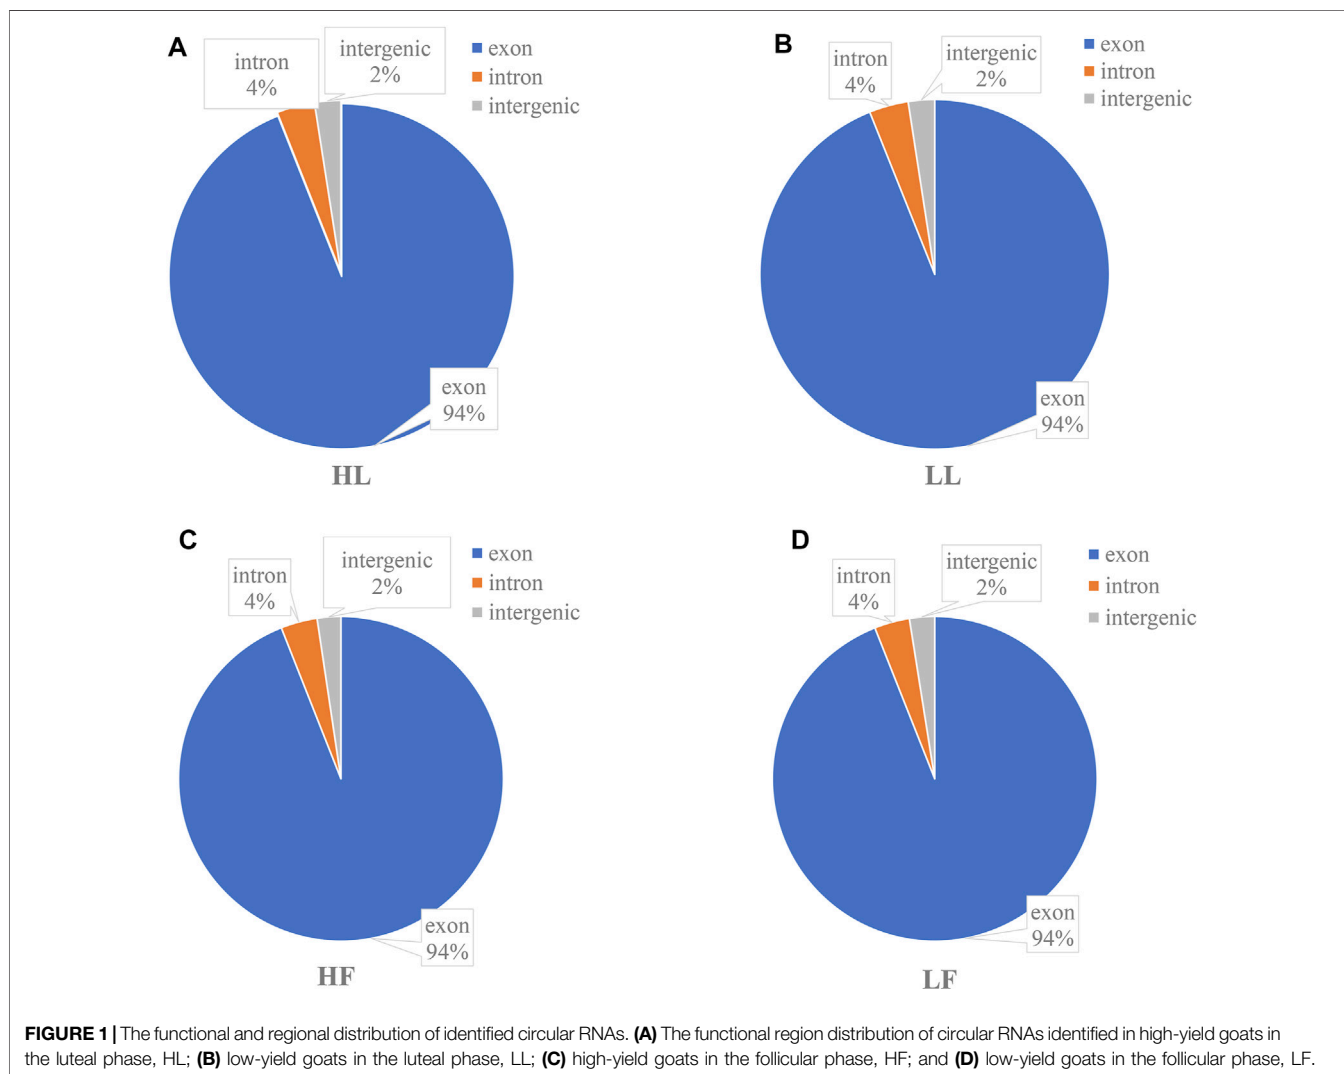 A
intron
4%
intergenic
2%
exon
intron
intergenic
exon
94%
HL
B
intron
4%
intergenic
2%
exon
intron
intergenic
exon
94%
LL
C
intron
4%
intergenic
2%
exon
intron
intergenic
exon
94%
HF
D
intron
4%
intergenic
2%
exon
intron
intergenic
exon
94%
LF
FIGURE 1 | The functional and regional distribution of identified circular RNAs. (A) The functional region distribution of circular RNAs identified in high-yield goats in
the luteal phase, HL; (B) low-yield goats in the luteal phase, LL; (C) high-yield goats in the follicular phase, HF; and (D) low-yield goats in the follicular phase, LF.